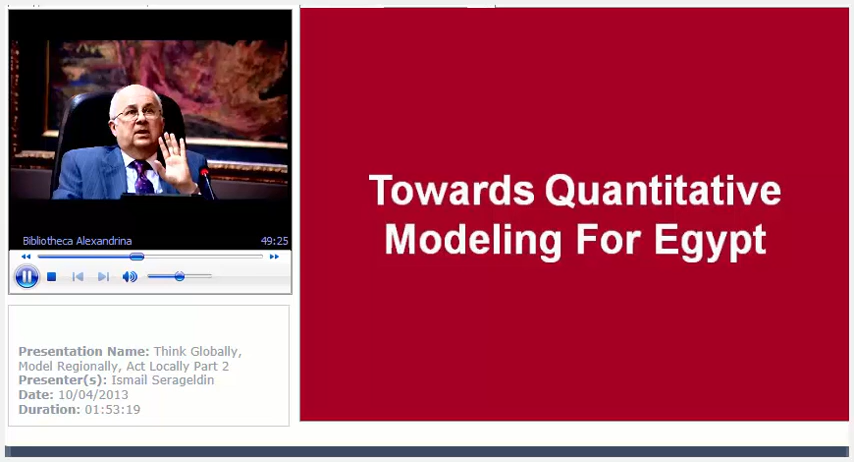 Bibliotheca Alexandrina 49:25
Presentation Name: Think Globally,
Model Regionally, Act Locally Part 2
Presenter(s): Ismail Serageldin
Date: 10/04/2013
Duration: 01:53:19
Towards Quantitative
Modeling For Egypt